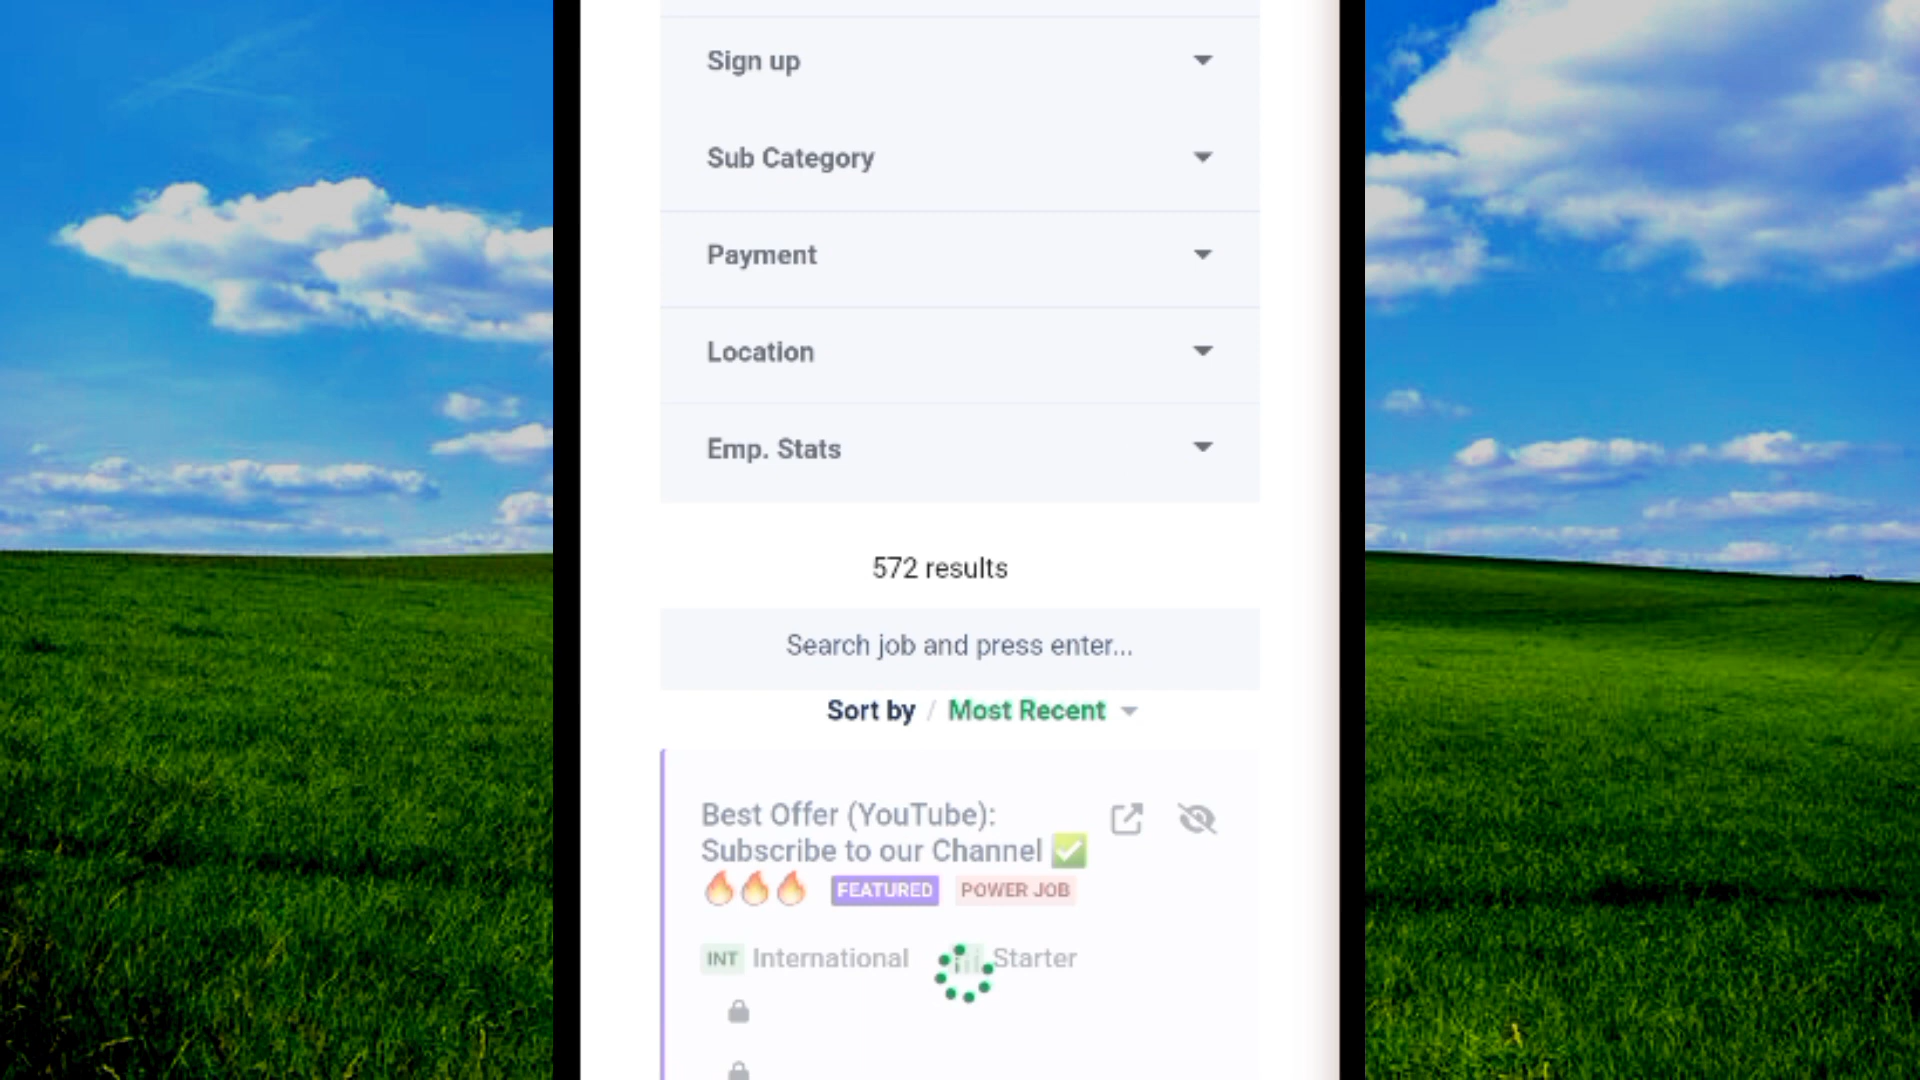 Sign up
Sub Category
Payment
Location
Emp. Stats
572 results
Search job and press enter...
Sort by / Most Recent
Best Offer (YouTube):
Subscribe to our Channel ✅
🔥🔥🔥 FEATURED POWER JOB
INT International Starter